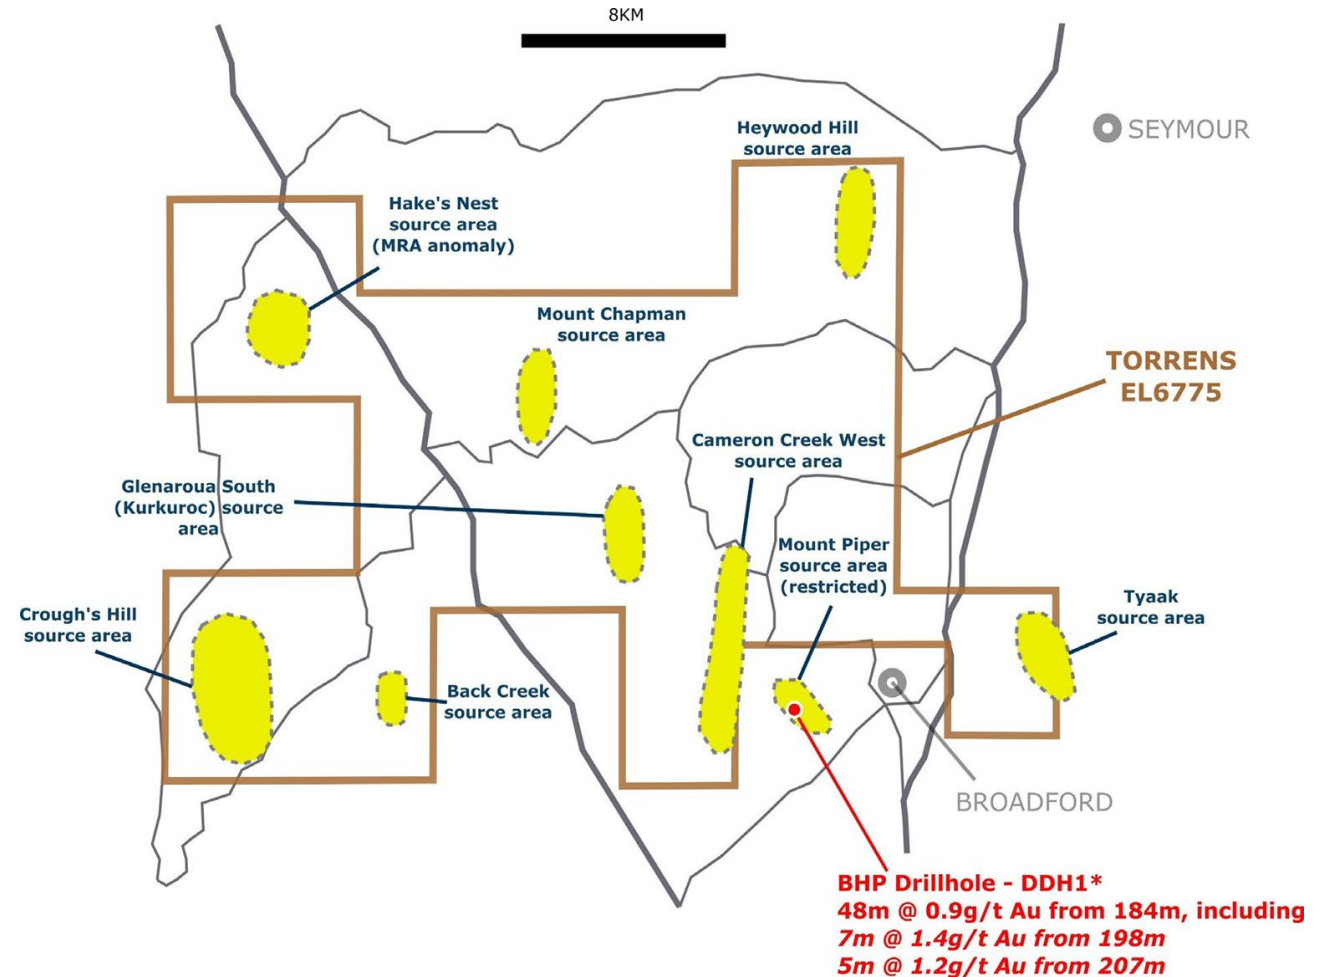 8KM
Heywood Hill
source area
SEYMOUR
Hake's Nest
source area
(MRA anomaly)
Mount Chapman
source area
TORRENS
EL6775
Cameron Creek West
source area
Glenaroua South
(Kurkuroc) source
area
Mount Piper
source area
(restricted)
Tyaak
source area
Crough's Hill
source area
Back Creek
source area
BROADFORD
BHP Drillhole - DDH1*
48m @ 0.9g/t Au from 184m, including
7m @ 1.4g/t Au from 198m
5m @ 1.2g/t Au from 207m